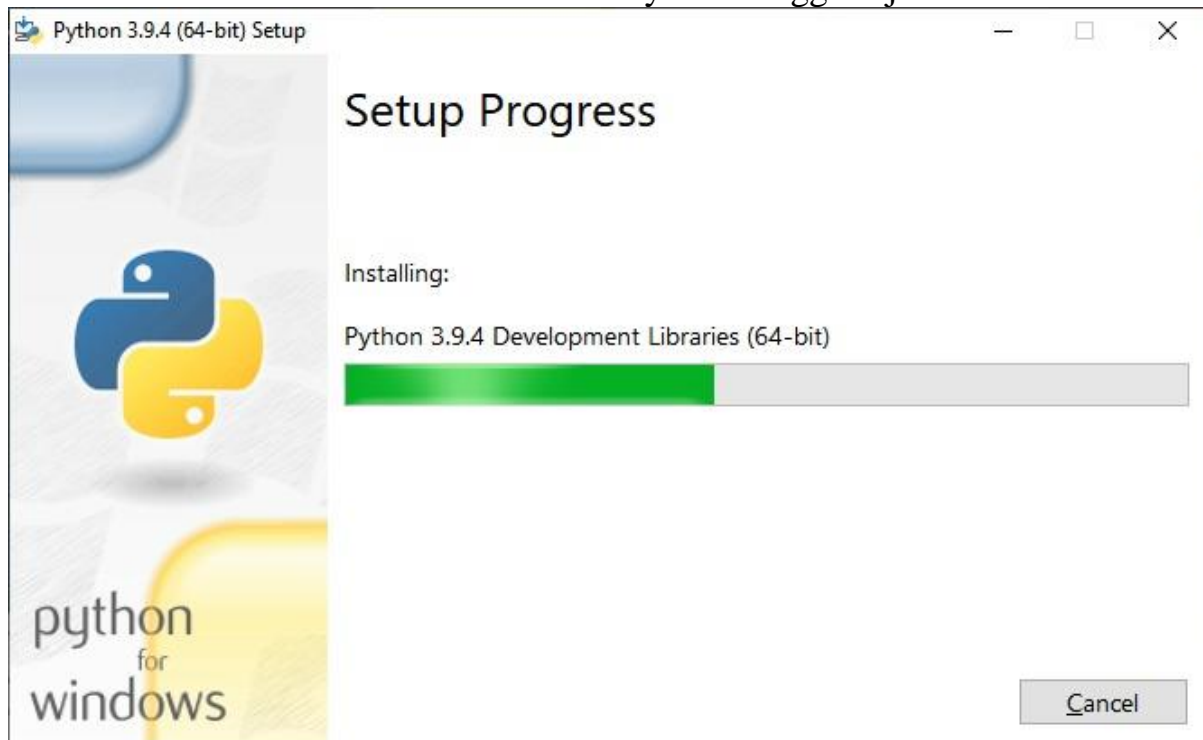 Python 3.9.4 (64-bit) Setup
Setup Progress
Installing:
Python 3.9.4 Development Libraries (64-bit)
python
for
windows
Cancel